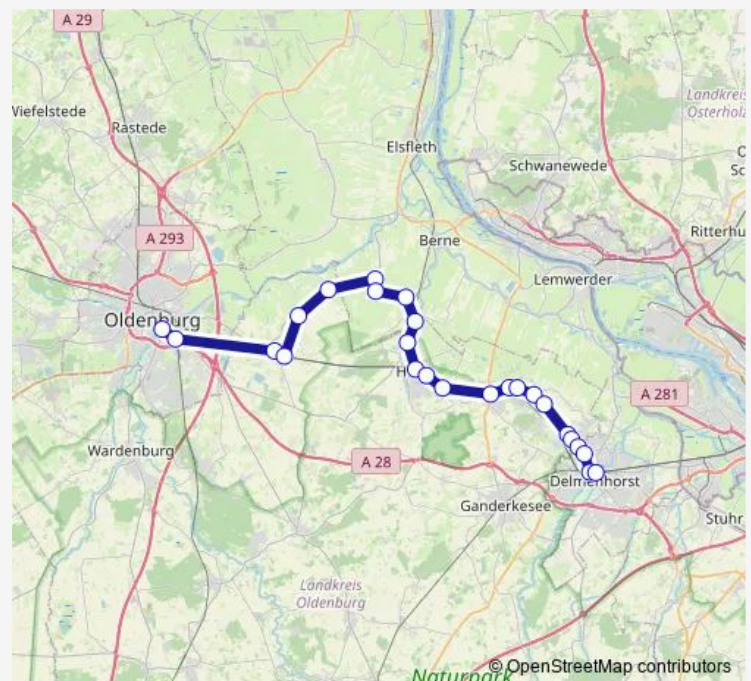 A 29
Wiefelstede
Rastede
Landkreis
Osterholz
Elsfleth
Schwanewede
A 293
Berne
Lemwerder
Oldenburg
A 281
Wardenburg
A 28
Delmenhorst
Ganderkesee
Stuhr
Landkreis
Oldenburg
Naturpark
© OpenStreetMap contributors